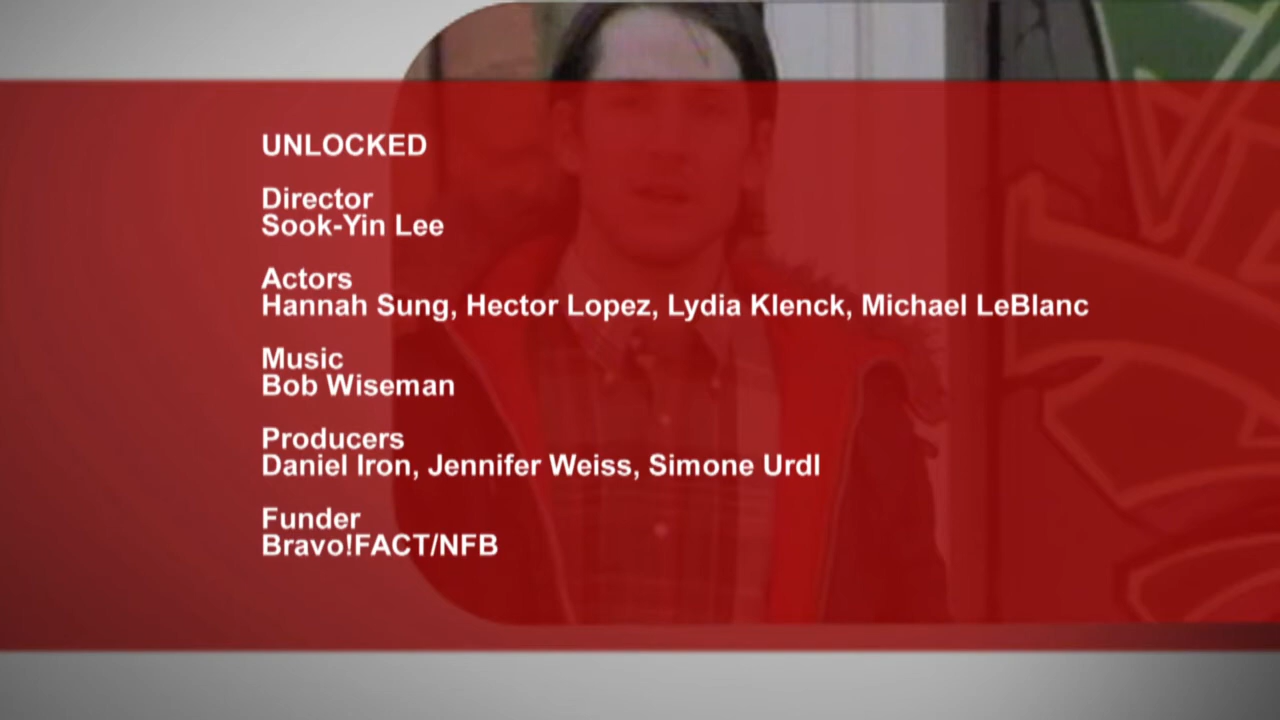 UNLOCKED
Director
Sook-Yin Lee
Actors
Hannah Sung, Hector Lopez, Lydia Klenck, Michael LeBlanc
Music
Bob Wiseman
Producers
Daniel Iron, Jennifer Weiss, Simone Urdl
Funder
Bravo!FACT/NFB